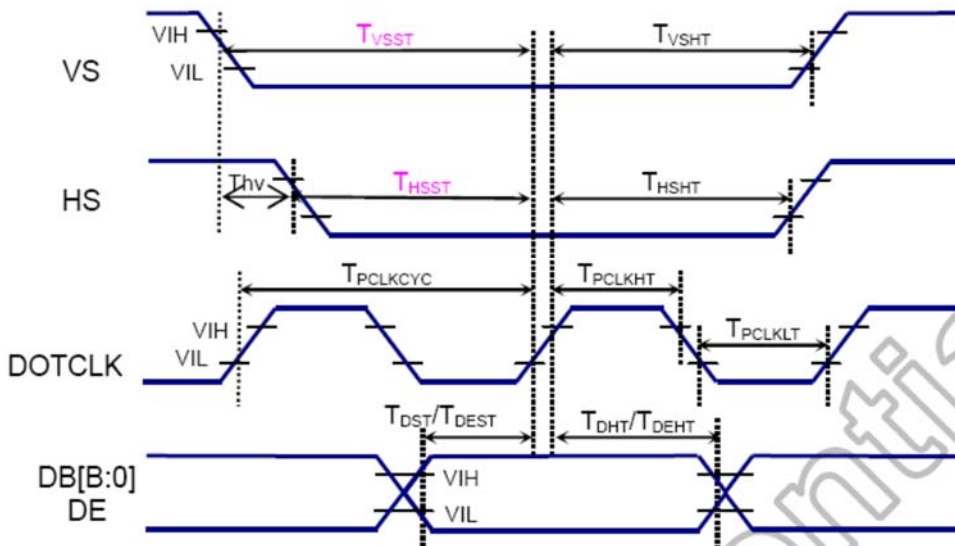 VS
VIH
VIL
TVSST
TVSHT
HS
Thv
THSST
THSHT
DOTCLK
VIH
VIL
TPCLKCYC
TPCLKHT
TPCLKLT
DB[B:0]
DE
TDST/TDEST
TDHT/TDEHT
VIH
VIL